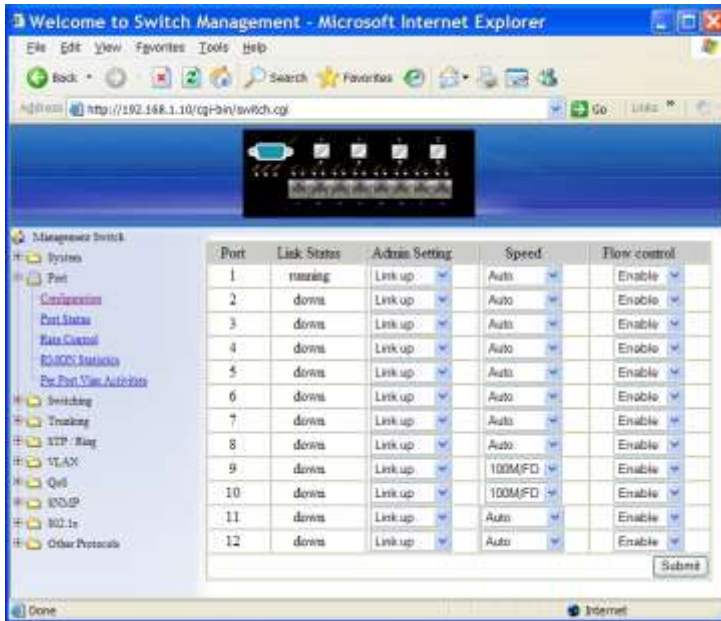 Welcome to Switch Management - Microsoft Internet Explorer
File Edit View Favorites Tools Help
Back Search Favorites
Address http://192.168.1.10/cgi-bin/switch.cgi Go Links »
Management Switch
System
Port
Configuration
Port Status
Rate Control
RMON Statistics
Per Port Vlan Activities
Switching
Trunking
STP / Ring
VLAN
QoS
SNMP
802.1x
Other Protocols
Port Link Status Admin Setting Speed Flow control
1 running Link up Auto Enable
2 down Link up Auto Enable
3 down Link up Auto Enable
4 down Link up Auto Enable
5 down Link up Auto Enable
6 down Link up Auto Enable
7 down Link up Auto Enable
8 down Link up Auto Enable
9 down Link up 100M/FD Enable
10 down Link up 100M/FD Enable
11 down Link up Auto Enable
12 down Link up Auto Enable
Submit
Done Internet